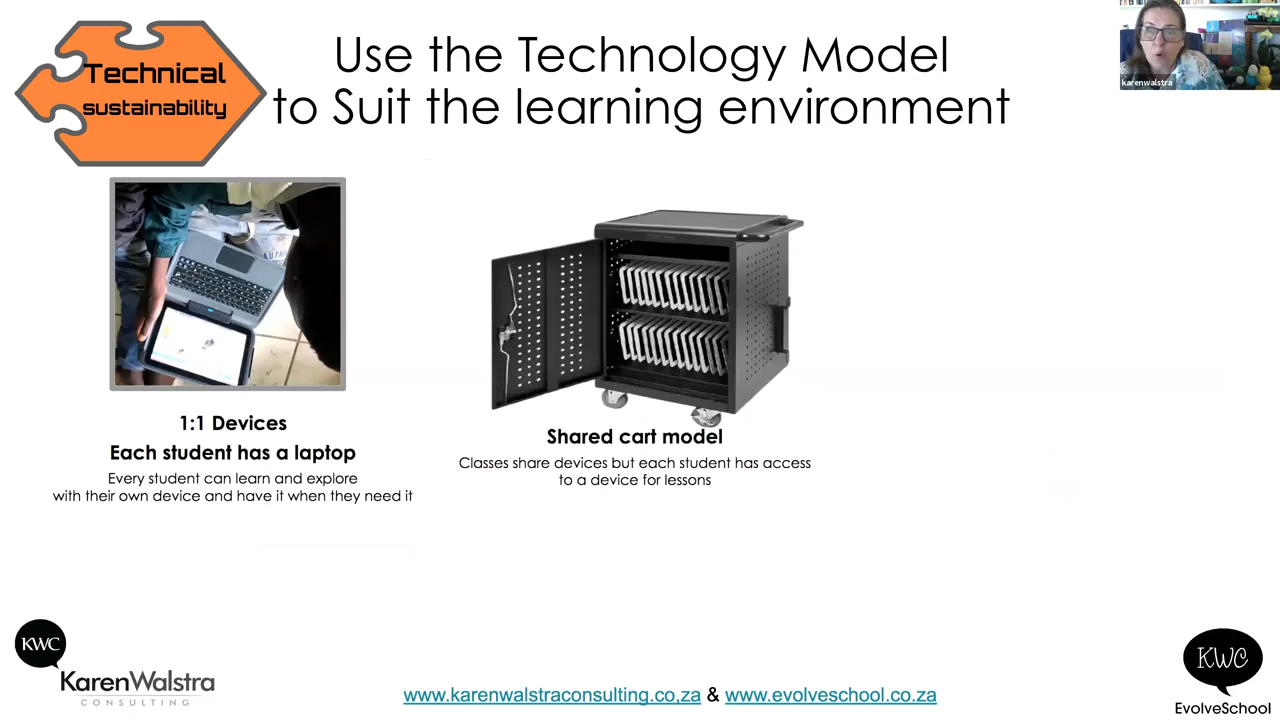 Technical
sustainability
Use the Technology Model
to Suit the learning environment
karenwalstra
1:1 Devices
Each student has a laptop
Every student can learn and explore
with their own device and have it when they need it
Shared cart model
Classes share devices but each student has access
to a device for lessons
KWC
KarenWalstra
CONSULTING
www.karenwalstraconsulting.co,za & www.evolveschool.co.za
KWC
EvolveSchool